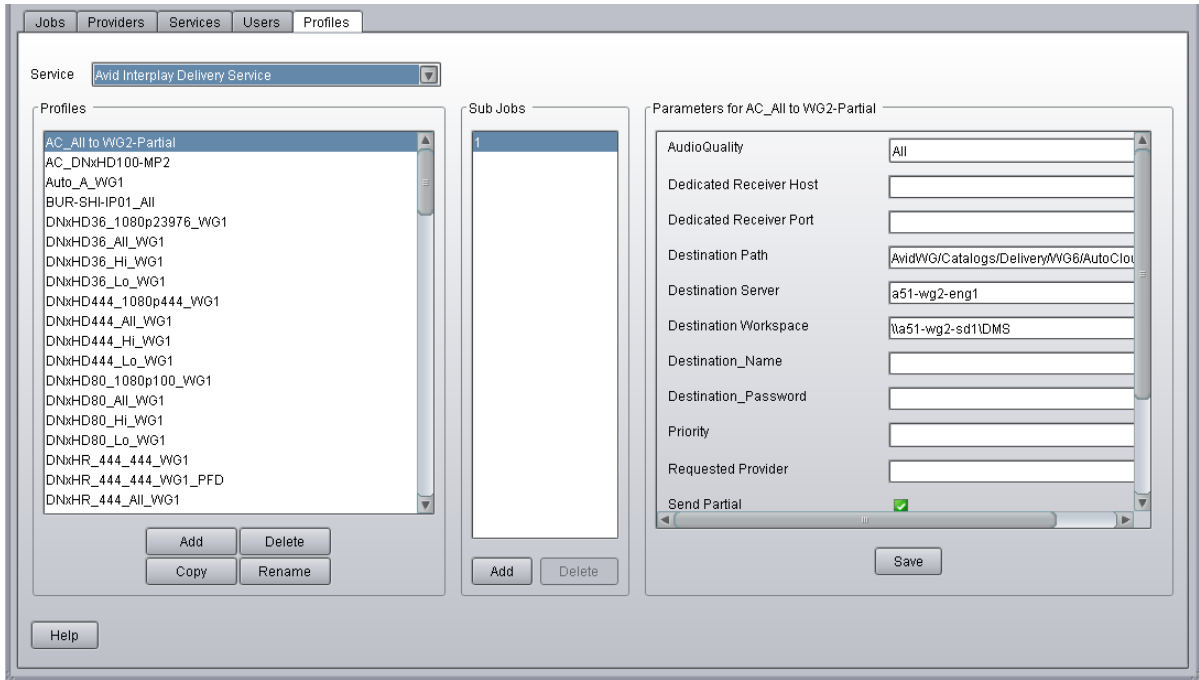 Jobs Providers Services Users Profiles
Service Avid Interplay Delivery Service
Profiles
AC_All to WG2-Partial
AC_DNxHD100-MP2
Auto_A_WG1
BUR-SHI-IP01_All
DNxHD36_1080p23976_WG1
DNxHD36_All_WG1
DNxHD36_Hi_WG1
DNxHD36_Lo_WG1
DNxHD444_1080p444_WG1
DNxHD444_All_WG1
DNxHD444_Hi_WG1
DNxHD444_Lo_WG1
DNxHD80_1080p100_WG1
DNxHD80_All_WG1
DNxHD80_Hi_WG1
DNxHD80_Lo_WG1
DNxHR_444_444_WG1
DNxHR_444_444_WG1_PFD
DNxHR_444_All_WG1
Add Delete
Copy Rename
Sub Jobs
1
Add Delete
Parameters for AC_All to WG2-Partial
AudioQuality All
Dedicated Receiver Host
Dedicated Receiver Port
Destination Path AvidWG/Catalogs/Delivery/WG6/AutoClou
Destination Server a51-wg2-eng1
Destination Workspace \\a51-wg2-sd1\DMS
Destination_Name
Destination_Password
Priority
Requested Provider
Send Partial
Save
Help